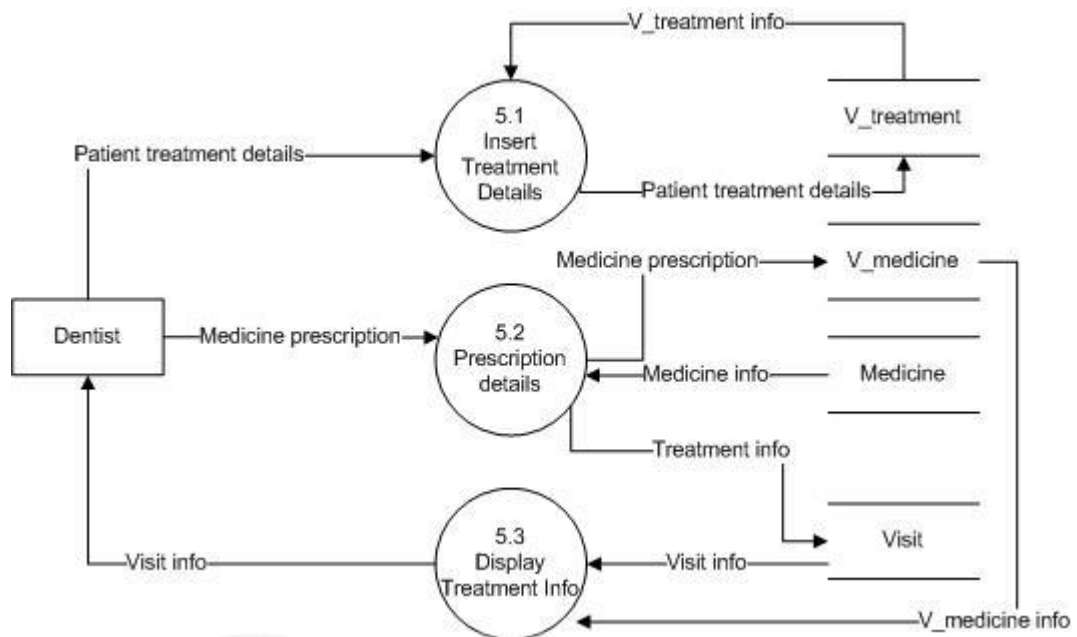 V_treatment info
5.1
Insert
Treatment
Details
V_treatment
Patient treatment details
Patient treatment details
Medicine prescription
V_medicine
Dentist
Medicine prescription
5.2
Prescription
details
Medicine info
Medicine
Treatment info
5.3
Display
Treatment Info
Visit info
Visit info
Visit
V_medicine info